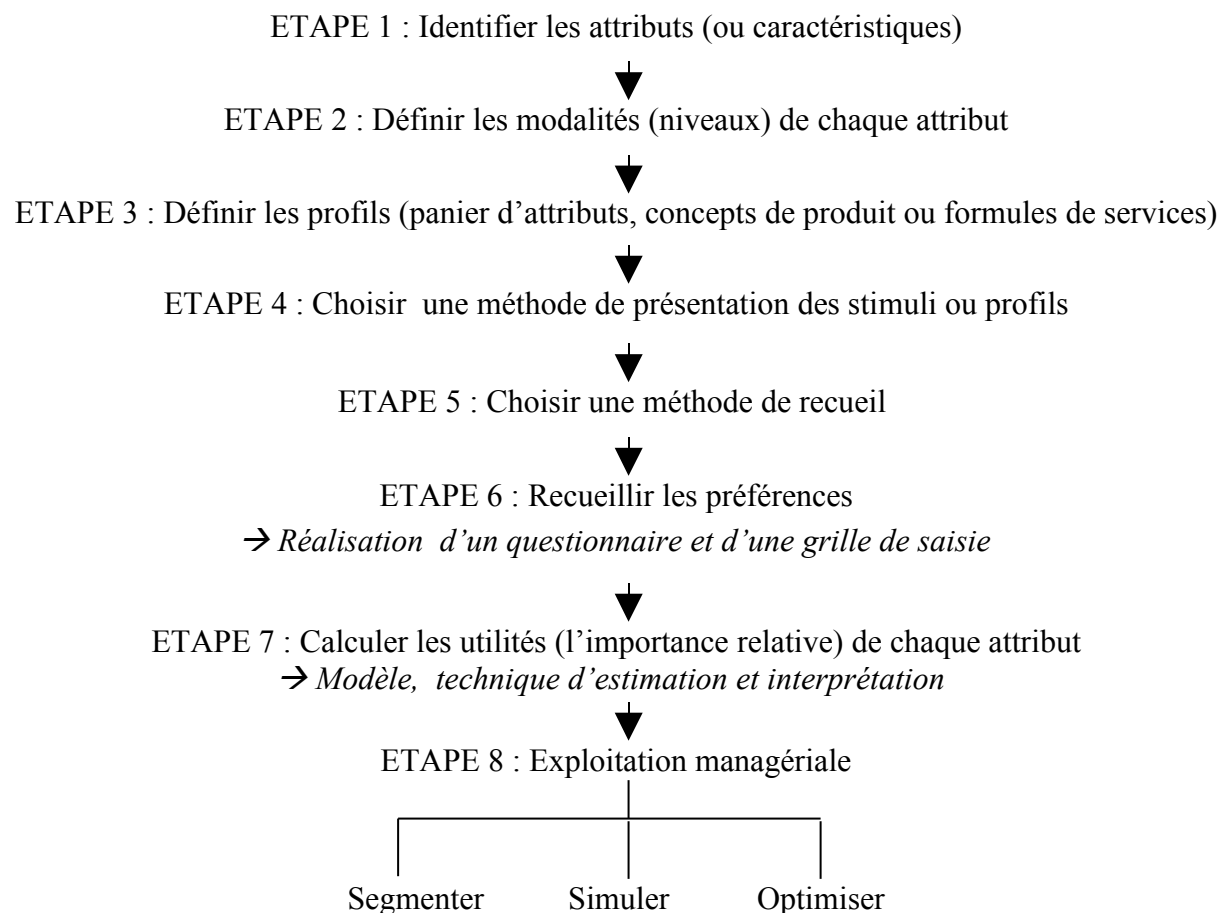 ETAPE 1 : Identifier les attributs (ou caractéristiques)
ETAPE 2 : Définir les modalités (niveaux) de chaque attribut
ETAPE 3 : Définir les profils (panier d’attributs, concepts de produit ou formules de services)
ETAPE 4 : Choisir  une méthode de présentation des stimuli ou profils
ETAPE 5 : Choisir une méthode de recueil
ETAPE 6 : Recueillir les préférences
→ Réalisation  d’un questionnaire et d’une grille de saisie
ETAPE 7 : Calculer les utilités (l’importance relative) de chaque attribut
→ Modèle,  technique d’estimation et interprétation
ETAPE 8 : Exploitation managériale
Segmenter Simuler Optimiser